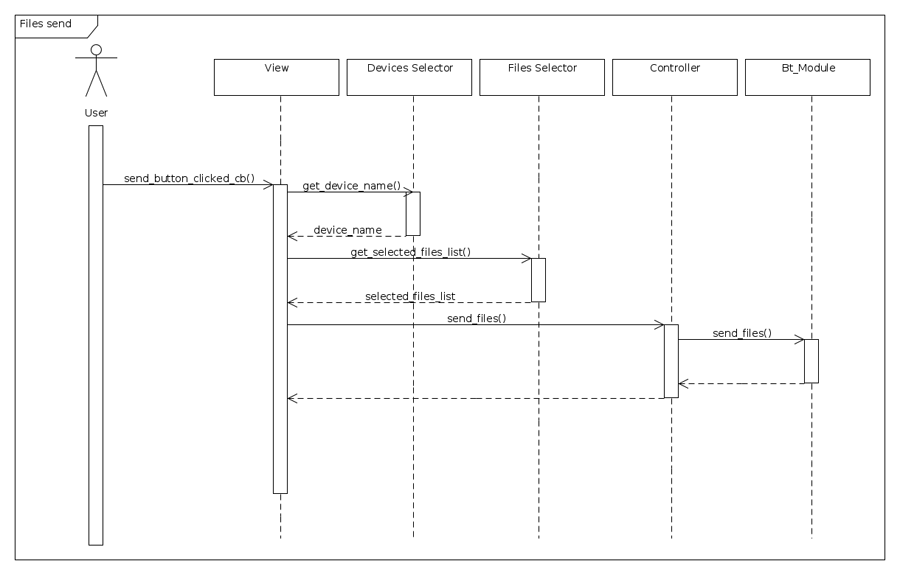 Files send
User
View
Devices Selector
Files Selector
Controller
Bt_Module
send_button_clicked_cb()
get_device_name()
device_name
get_selected_files_list()
selected_files_list
send_files()
send_files()